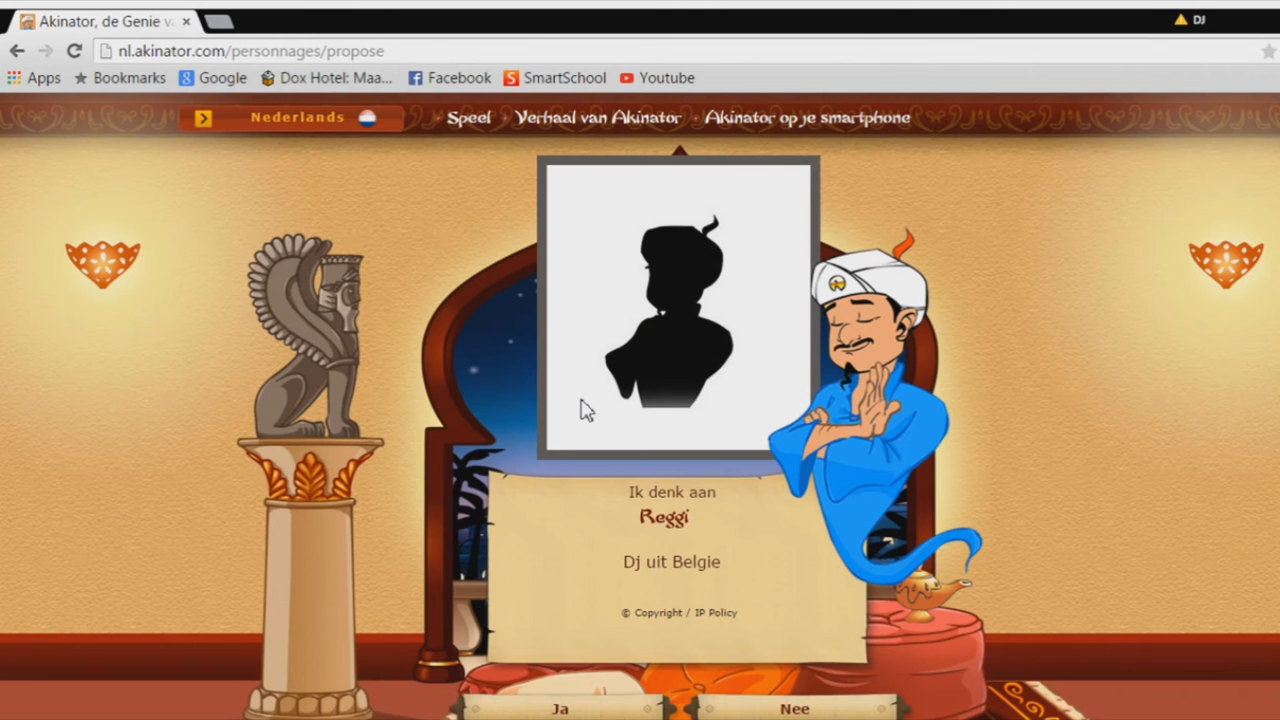 Akinator, de Genie v
DJ
nl.akinator.com/personnages/propose
Apps
Bookmarks
Google
Dox Hotel: Maa...
Facebook
SmartSchool
Youtube
Nederlands
Speel
Verhaal van Akinator
Akinator op je smartphone
Ik denk aan
Reggi
Dj uit Belgie
© Copyright / IP Policy
Ja
Nee